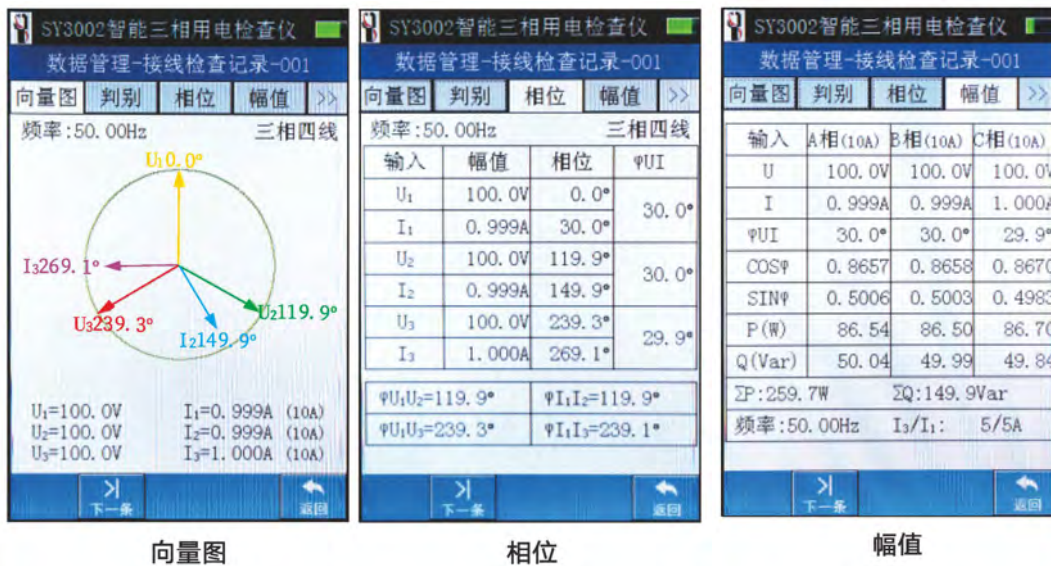 SY3002智能三相用电检查仪
数据管理-接线检查记录-001
向量图 判别 相位 幅值 >>
频率:50.00Hz 三相四线
U₁0.0°
I₃269.1°
U₂119.9°
U₃239.3°
I₂149.9°
U₁=100.0V I₁=0.999A (10A)
U₂=100.0V I₂=0.999A (10A)
U₃=100.0V I₃=1.000A (10A)
下一条 返回
向量图
SY3002智能三相用电检查仪
数据管理-接线检查记录-001
向量图 判别 相位 幅值 >>
频率:50.00Hz 三相四线
输入 幅值 相位 φUI
U₁ 100.0V 0.0° 30.0°
I₁ 0.999A 30.0°
U₂ 100.0V 119.9° 30.0°
I₂ 0.999A 149.9°
U₃ 100.0V 239.3° 29.9°
I₃ 1.000A 269.1°
φU₁U₂=119.9° φI₁I₂=119.9°
φU₁U₃=239.3° φI₁I₃=239.1°
下一条 返回
相位
SY3002智能三相用电检查仪
数据管理-接线检查记录-001
向量图 判别 相位 幅值 >>
输入 A相(10A) B相(10A) C相(10A)
U 100.0V 100.0V 100.0V
I 0.999A 0.999A 1.000A
φUI 30.0° 30.0° 29.9°
COSφ 0.8657 0.8658 0.8670
SINφ 0.5006 0.5003 0.4983
P(W) 86.54 86.50 86.70
Q(Var) 50.04 49.99 49.84
ΣP:259.7W ΣQ:149.9Var
频率:50.00Hz I₃/I₁: 5/5A
下一条 返回
幅值